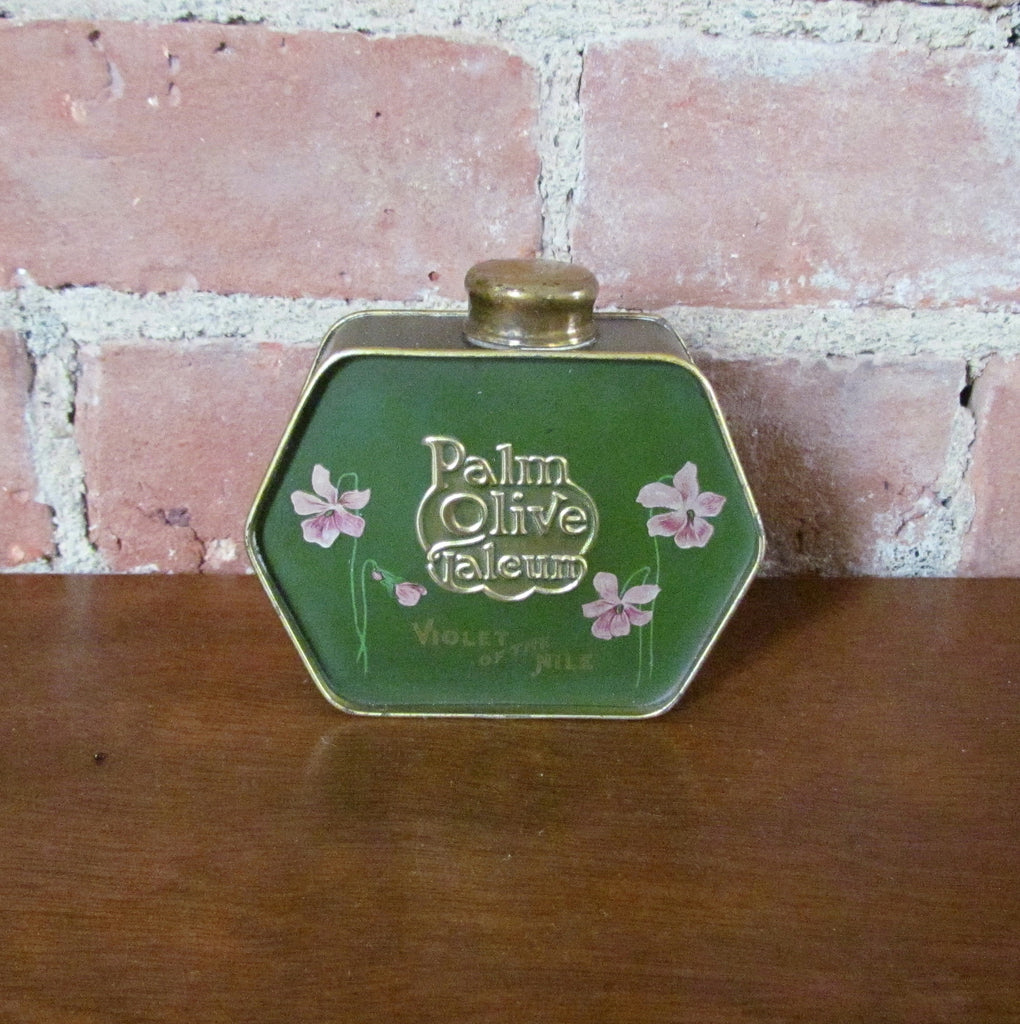 Palm
Olive
Talcum
VIOLET
OF THE NILE